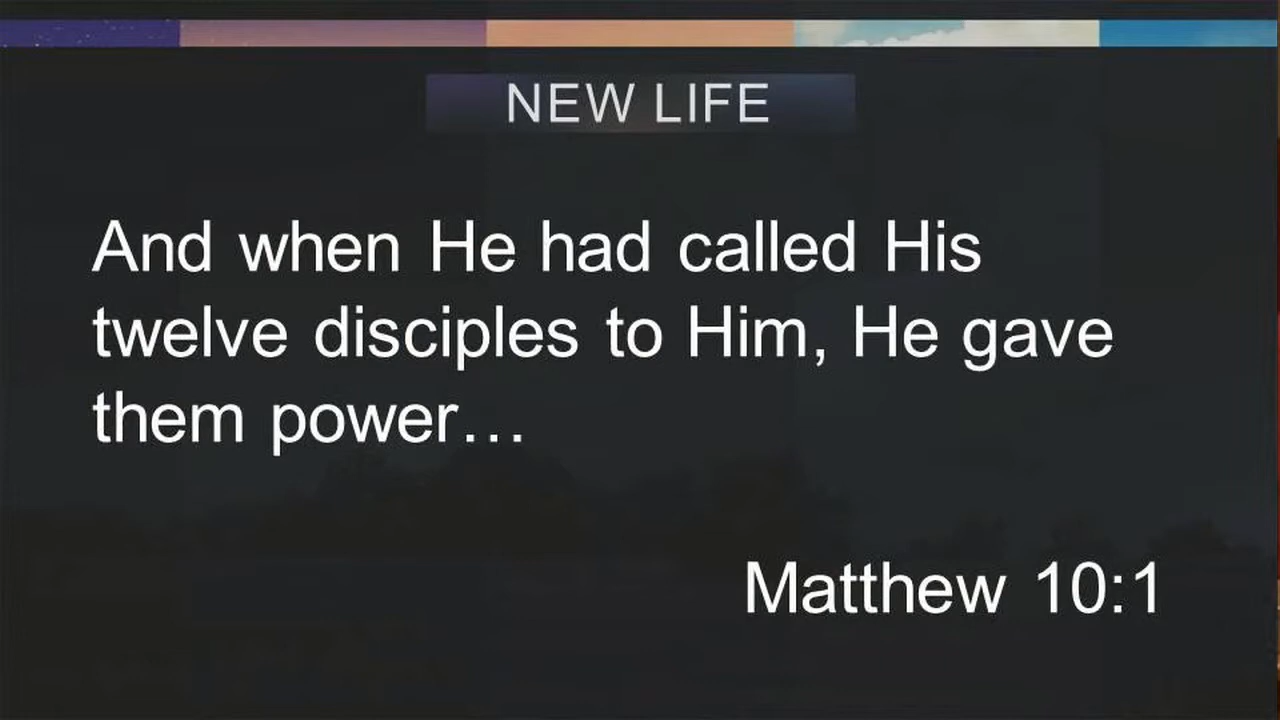 NEW LIFE
And when He had called His
twelve disciples to Him, He gave
them power…
Matthew 10:1